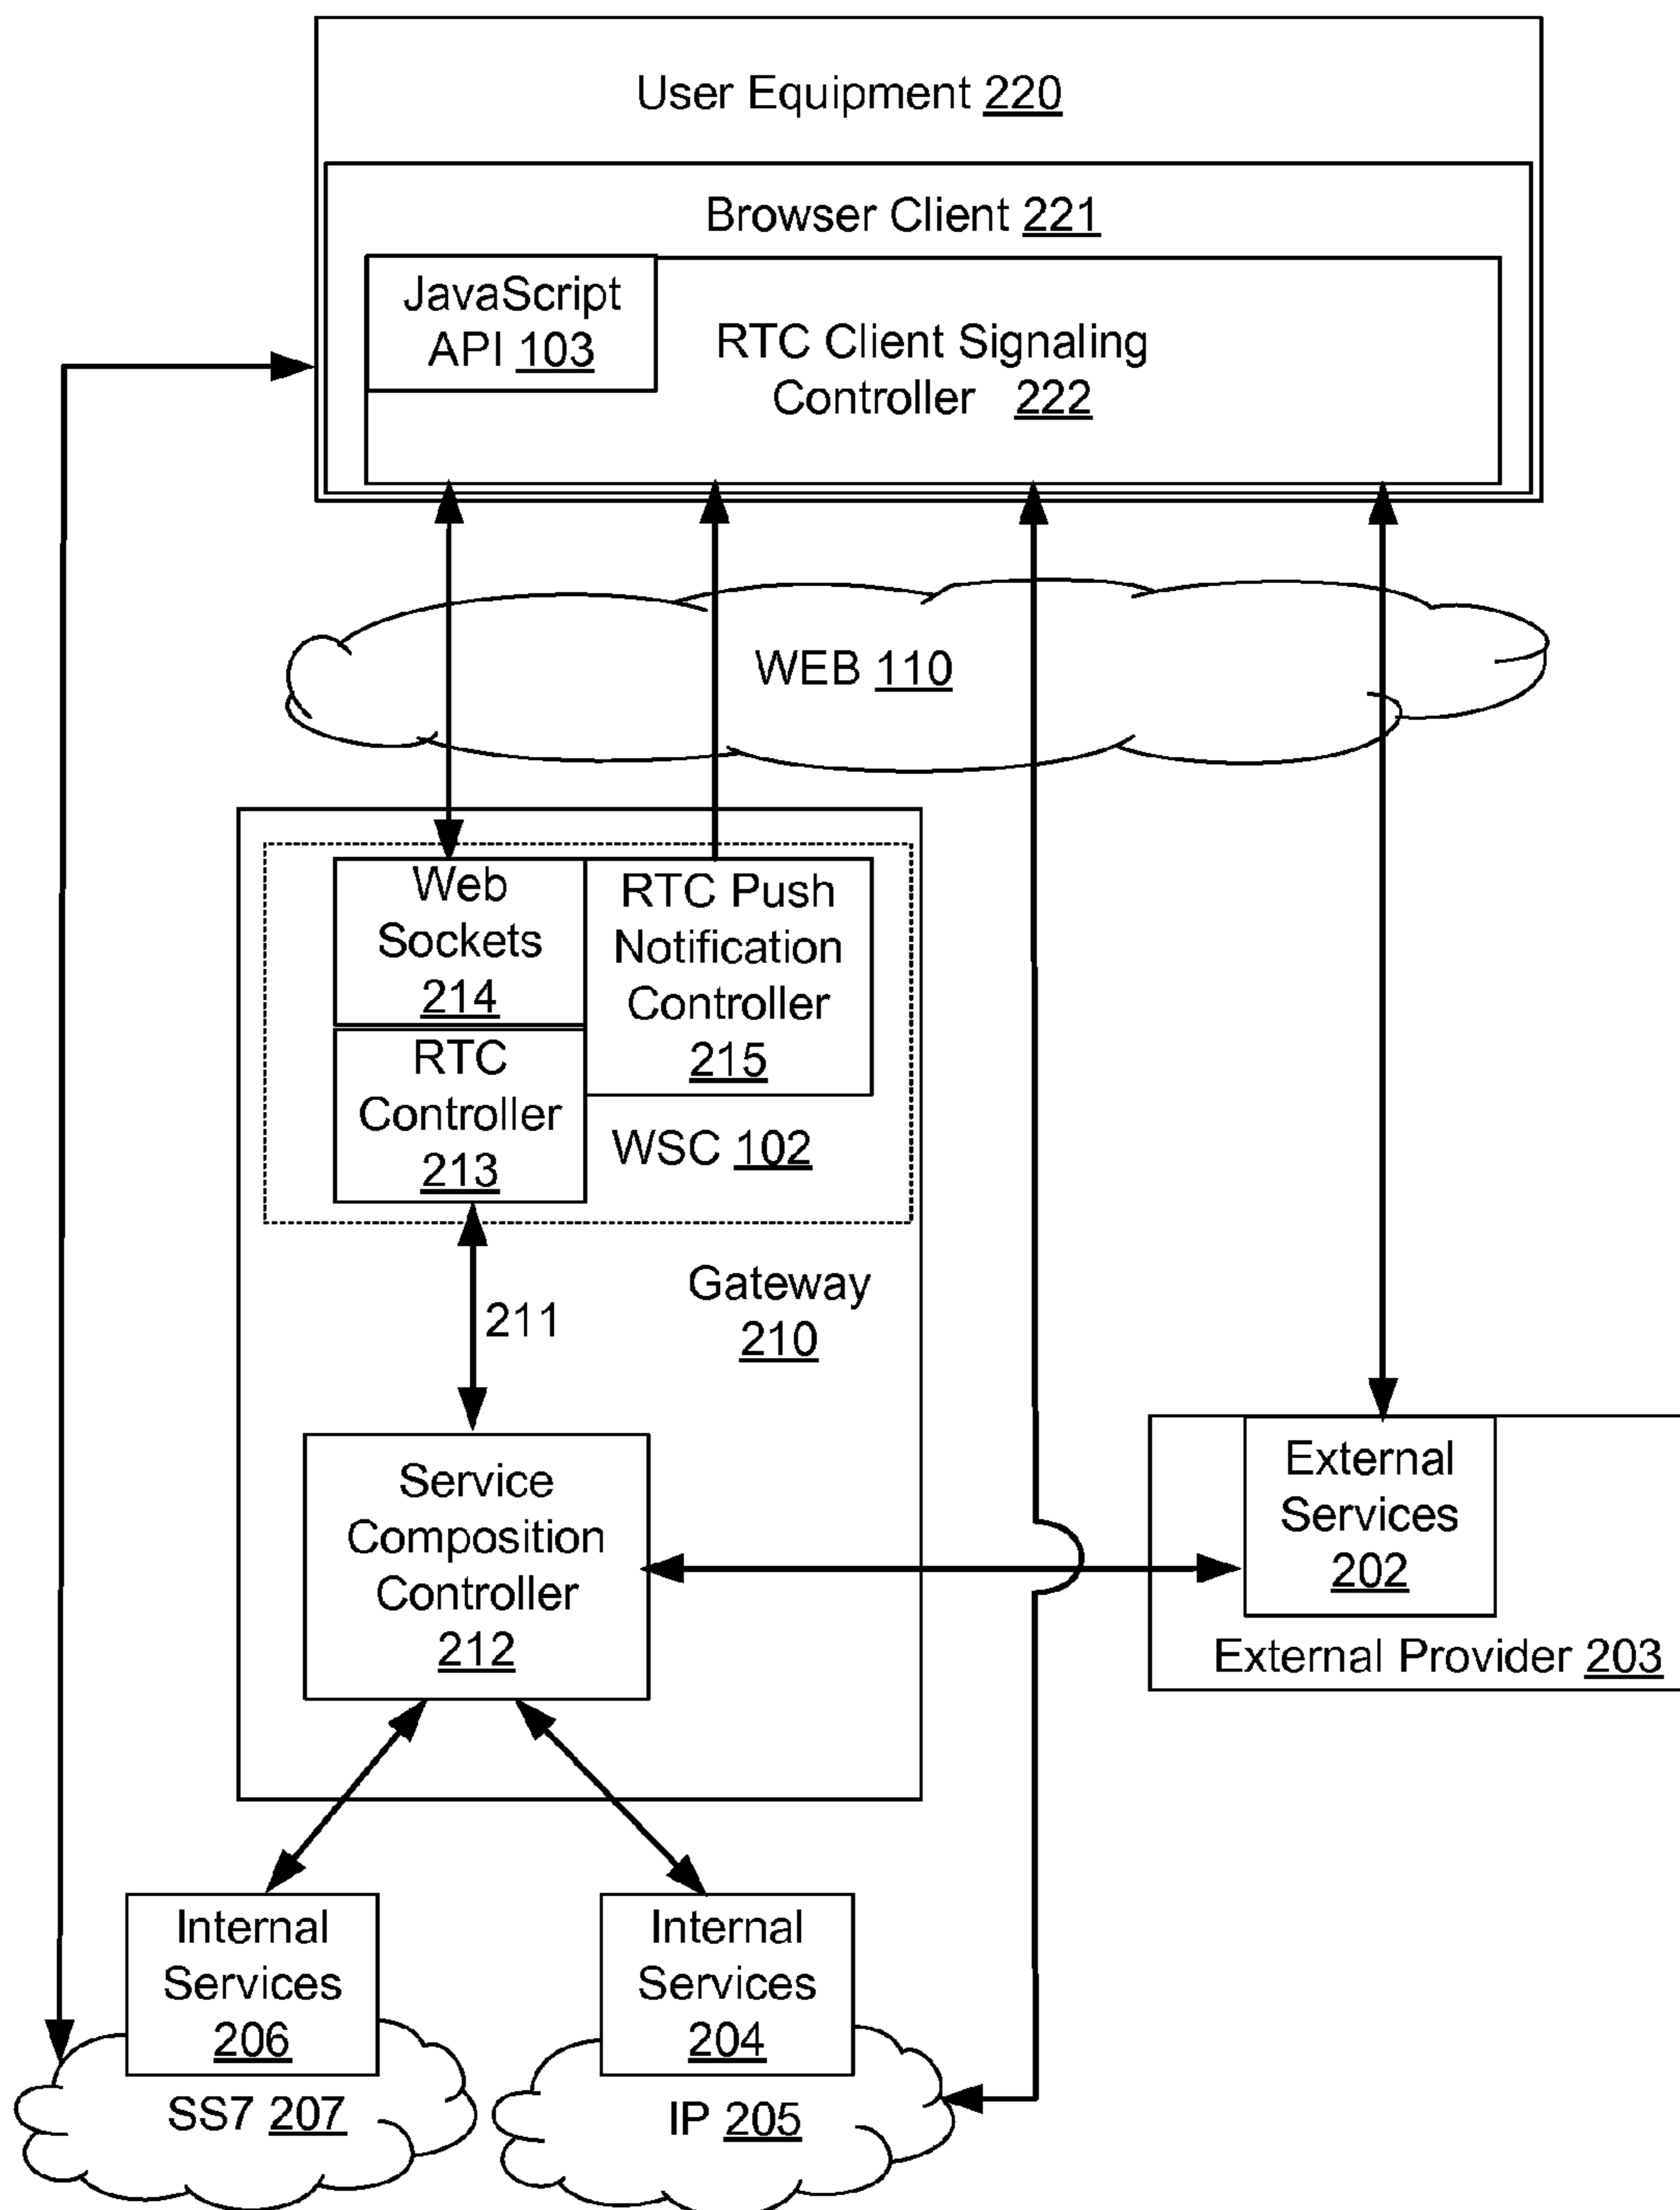 User Equipment 220
Browser Client 221
JavaScript
API 103
RTC Client Signaling
Controller 222
WEB 110
Web
Sockets
214
RTC Push
Notification
Controller
215
RTC
Controller
213
WSC 102
211
Gateway
210
Service
Composition
Controller
212
External
Services
202
External Provider 203
Internal
Services
206
SS7 207
Internal
Services
204
IP 205